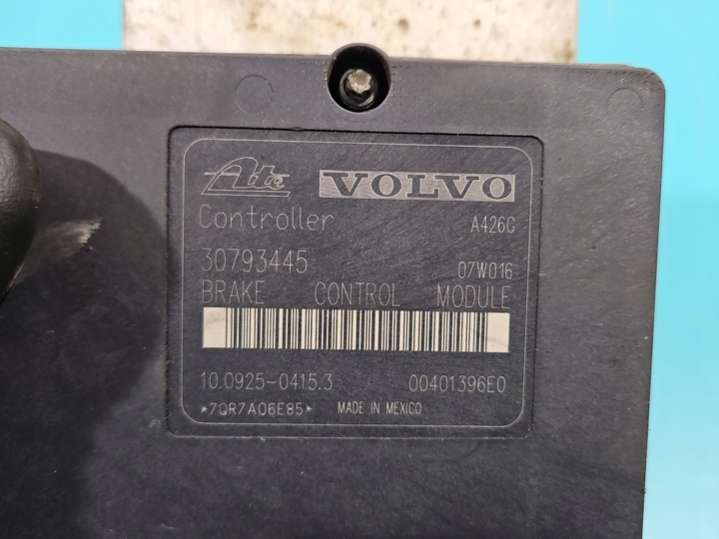 Ate VOLVO
Controller A426C
30793445 07W016
BRAKE CONTROL MODULE
10.0925-0415.3 00401396E0
*7QR7A06E85* MADE IN MEXICO